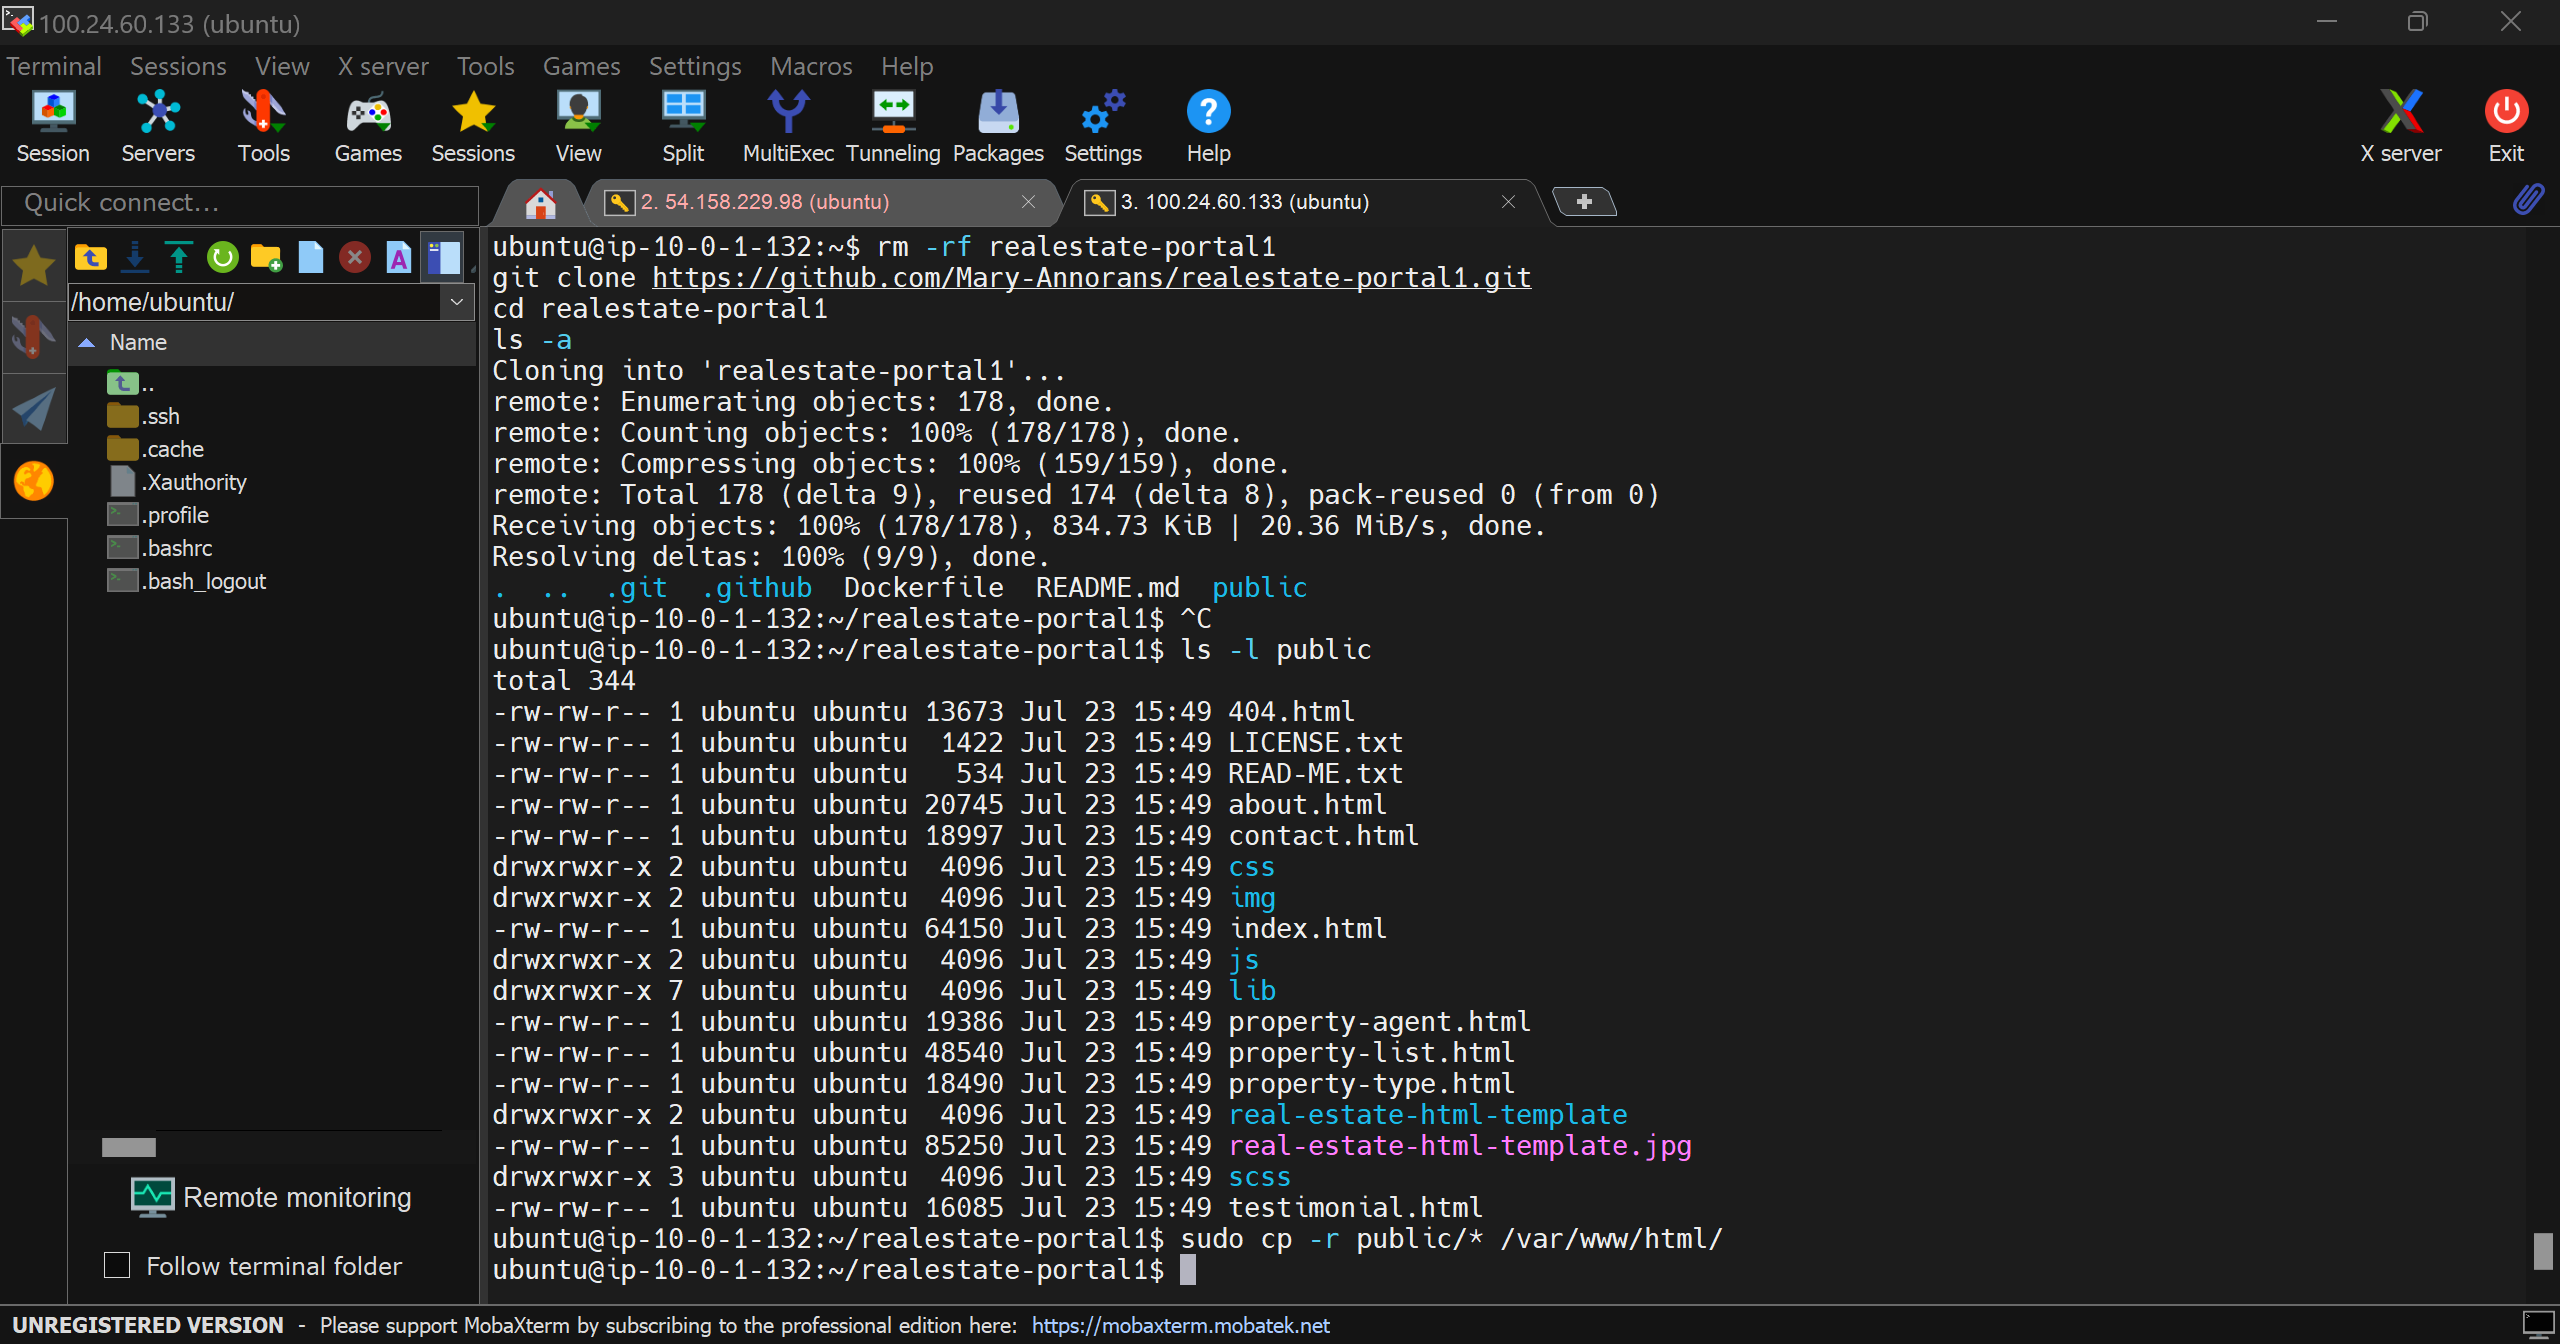 100.24.60.133 (ubuntu)
Terminal Sessions View X server Tools Games Settings Macros Help
Session Servers Tools Games Sessions View Split MultiExec Tunneling Packages Settings Help X server Exit
Quick connect...
2. 54.158.229.98 (ubuntu)
3. 100.24.60.133 (ubuntu)
/home/ubuntu/
Name
..
.ssh
.cache
.Xauthority
.profile
.bashrc
.bash_logout
Remote monitoring
Follow terminal folder
ubuntu@ip-10-0-1-132:~$ rm -rf realestate-portal1
git clone https://github.com/Mary-Annorans/realestate-portal1.git
cd realestate-portal1
ls -a
Cloning into 'realestate-portal1'...
remote: Enumerating objects: 178, done.
remote: Counting objects: 100% (178/178), done.
remote: Compressing objects: 100% (159/159), done.
remote: Total 178 (delta 9), reused 174 (delta 8), pack-reused 0 (from 0)
Receiving objects: 100% (178/178), 834.73 KiB | 20.36 MiB/s, done.
Resolving deltas: 100% (9/9), done.
. .. .git .github Dockerfile README.md public
ubuntu@ip-10-0-1-132:~/realestate-portal1$ ^C
ubuntu@ip-10-0-1-132:~/realestate-portal1$ ls -l public
total 344
-rw-rw-r-- 1 ubuntu ubuntu 13673 Jul 23 15:49 404.html
-rw-rw-r-- 1 ubuntu ubuntu 1422 Jul 23 15:49 LICENSE.txt
-rw-rw-r-- 1 ubuntu ubuntu 534 Jul 23 15:49 READ-ME.txt
-rw-rw-r-- 1 ubuntu ubuntu 20745 Jul 23 15:49 about.html
-rw-rw-r-- 1 ubuntu ubuntu 18997 Jul 23 15:49 contact.html
drwxrwxr-x 2 ubuntu ubuntu 4096 Jul 23 15:49 css
drwxrwxr-x 2 ubuntu ubuntu 4096 Jul 23 15:49 img
-rw-rw-r-- 1 ubuntu ubuntu 64150 Jul 23 15:49 index.html
drwxrwxr-x 2 ubuntu ubuntu 4096 Jul 23 15:49 js
drwxrwxr-x 7 ubuntu ubuntu 4096 Jul 23 15:49 lib
-rw-rw-r-- 1 ubuntu ubuntu 19386 Jul 23 15:49 property-agent.html
-rw-rw-r-- 1 ubuntu ubuntu 48540 Jul 23 15:49 property-list.html
-rw-rw-r-- 1 ubuntu ubuntu 18490 Jul 23 15:49 property-type.html
drwxrwxr-x 2 ubuntu ubuntu 4096 Jul 23 15:49 real-estate-html-template
-rw-rw-r-- 1 ubuntu ubuntu 85250 Jul 23 15:49 real-estate-html-template.jpg
drwxrwxr-x 3 ubuntu ubuntu 4096 Jul 23 15:49 scss
-rw-rw-r-- 1 ubuntu ubuntu 16085 Jul 23 15:49 testimonial.html
ubuntu@ip-10-0-1-132:~/realestate-portal1$ sudo cp -r public/* /var/www/html/
ubuntu@ip-10-0-1-132:~/realestate-portal1$
UNREGISTERED VERSION - Please support MobaXterm by subscribing to the professional edition here: https://mobaxterm.mobatek.net